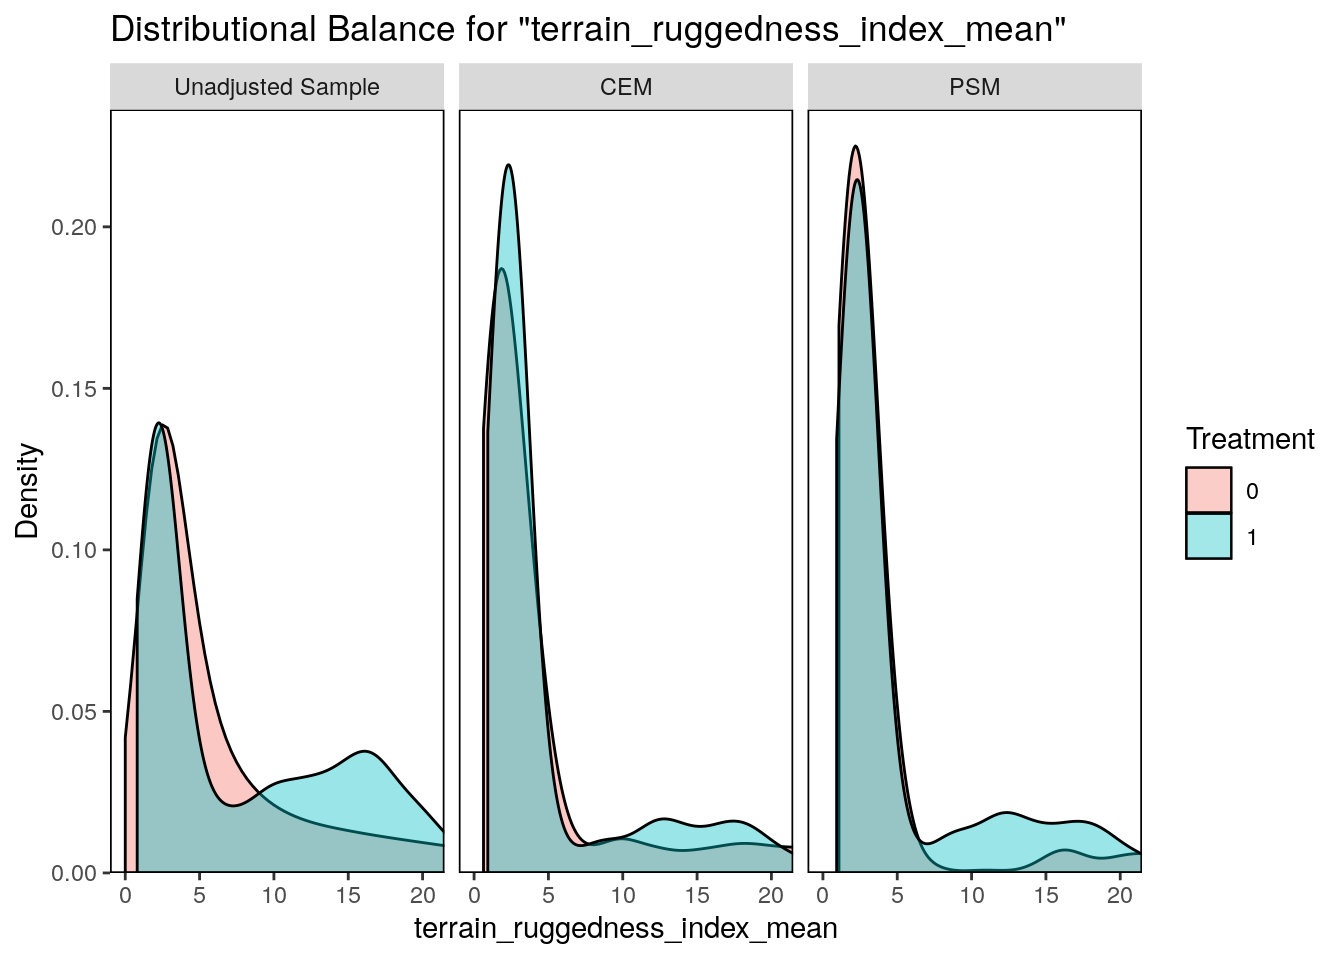 Distributional Balance for "terrain_ruggedness_index_mean"
Unadjusted Sample
CEM
PSM
Density
0.20
0.15
0.10
0.05
0.00
0 5 10 15 20
0 5 10 15 20
0 5 10 15 20
terrain_ruggedness_index_mean
Treatment
0
1